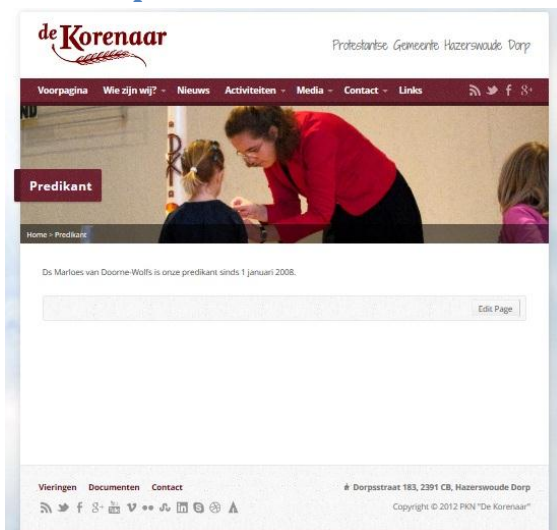 de Korenaar
Protestantse Gemeente Hazerswoude Dorp
Voorpagina Wie zijn wij? Nieuws Activiteiten Media Contact Links
Predikant
Home > Predikant
Ds Marloes van Doorne-Wolfs is onze predikant sinds 1 januari 2008.
Edit Page
Vieringen Documenten Contact
Dorpsstraat 183, 2391 CB, Hazerswoude Dorp
Copyright © 2012 PKN "De Korenaar"